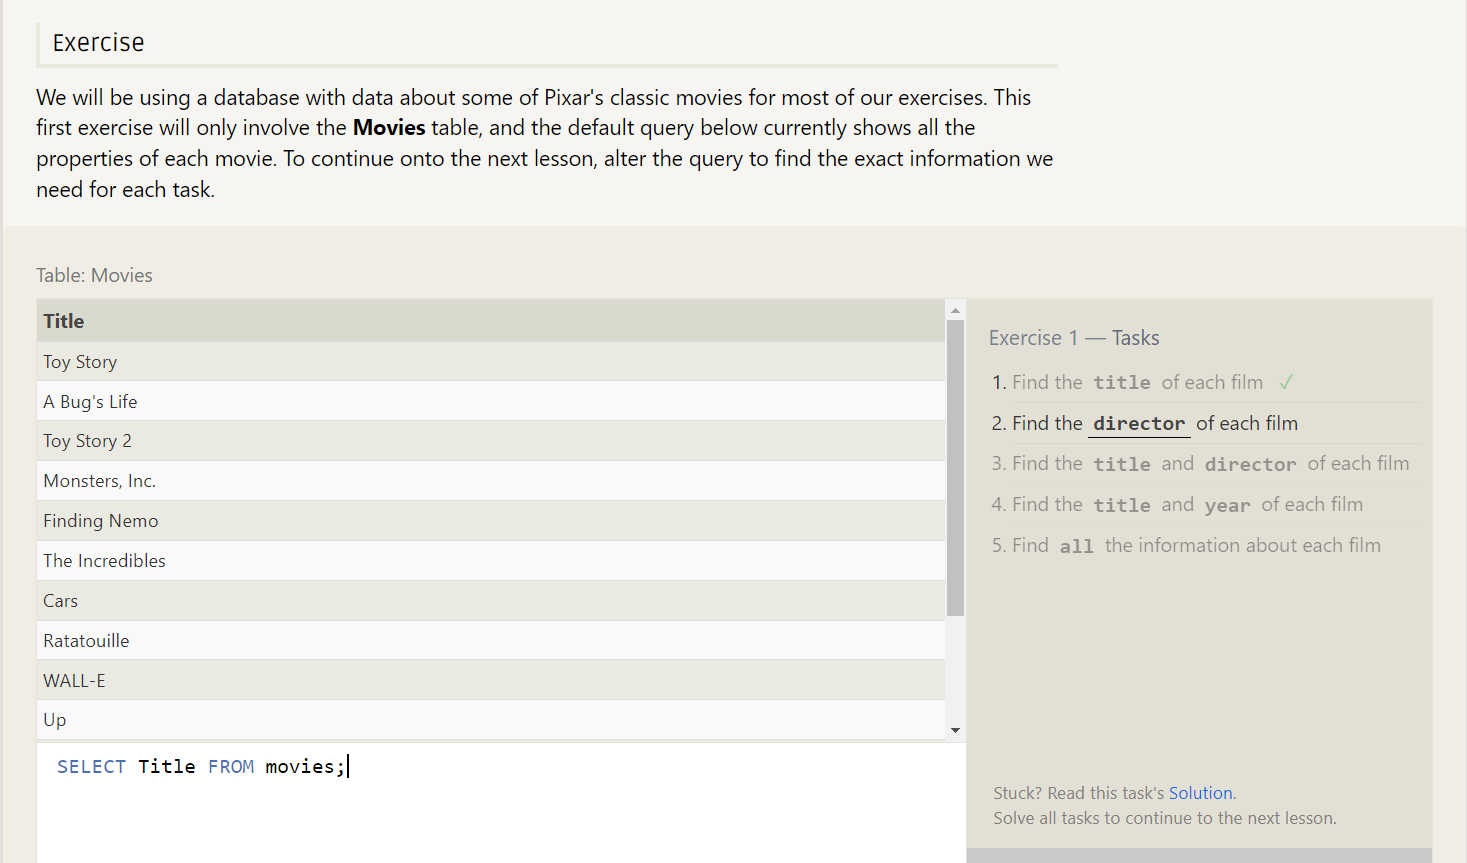 Exercise
We will be using a database with data about some of Pixar's classic movies for most of our exercises. This
first exercise will only involve the Movies table, and the default query below currently shows all the
properties of each movie. To continue onto the next lesson, alter the query to find the exact information we
need for each task.
Table: Movies
Title
Toy Story
A Bug's Life
Toy Story 2
Monsters, Inc.
Finding Nemo
The Incredibles
Cars
Ratatouille
WALL-E
Up
SELECT Title FROM movies;
Exercise 1 — Tasks
1. Find the title of each film ✓
2. Find the director of each film
3. Find the title and director of each film
4. Find the title and year of each film
5. Find all the information about each film
Stuck? Read this task's Solution.
Solve all tasks to continue to the next lesson.